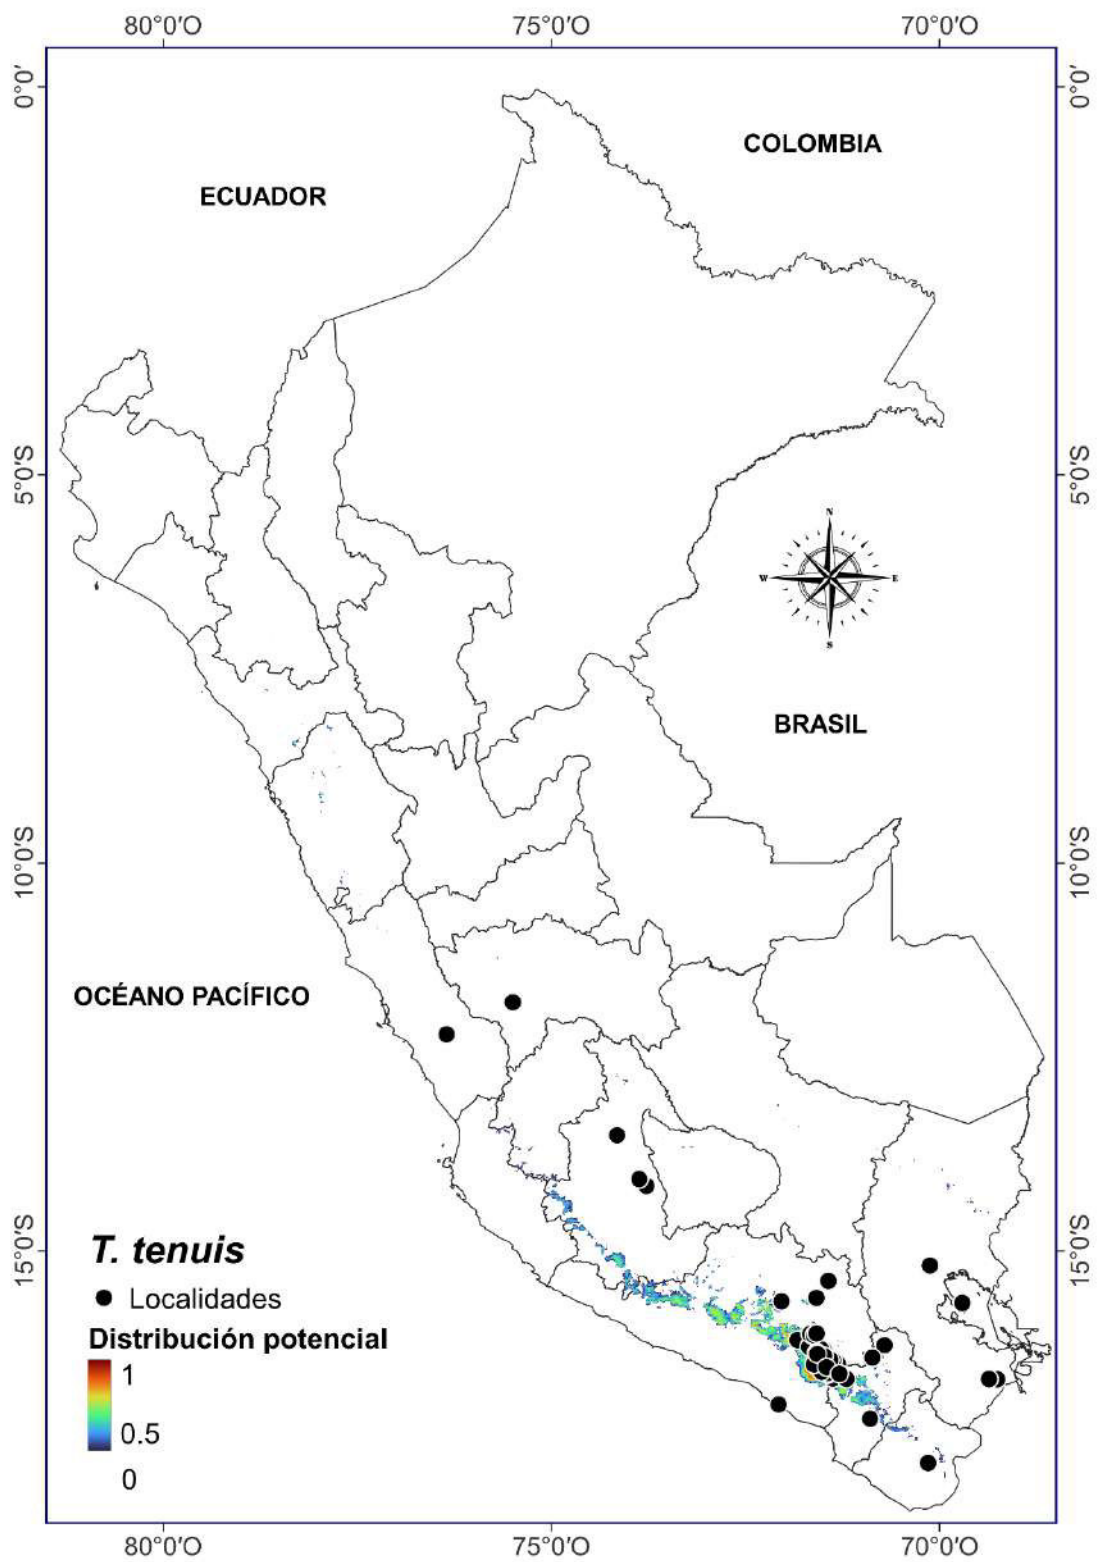 80°0'O 75°0'O 70°0'O
0°0' 0°0'
COLOMBIA
ECUADOR
5°0'S 5°0'S
N
W E
S
BRASIL
10°0'S 10°0'S
OCÉANO PACÍFICO
15°0'S 15°0'S
T. tenuis
Localidades
Distribución potencial
1
0.5
0
80°0'O 75°0'O 70°0'O